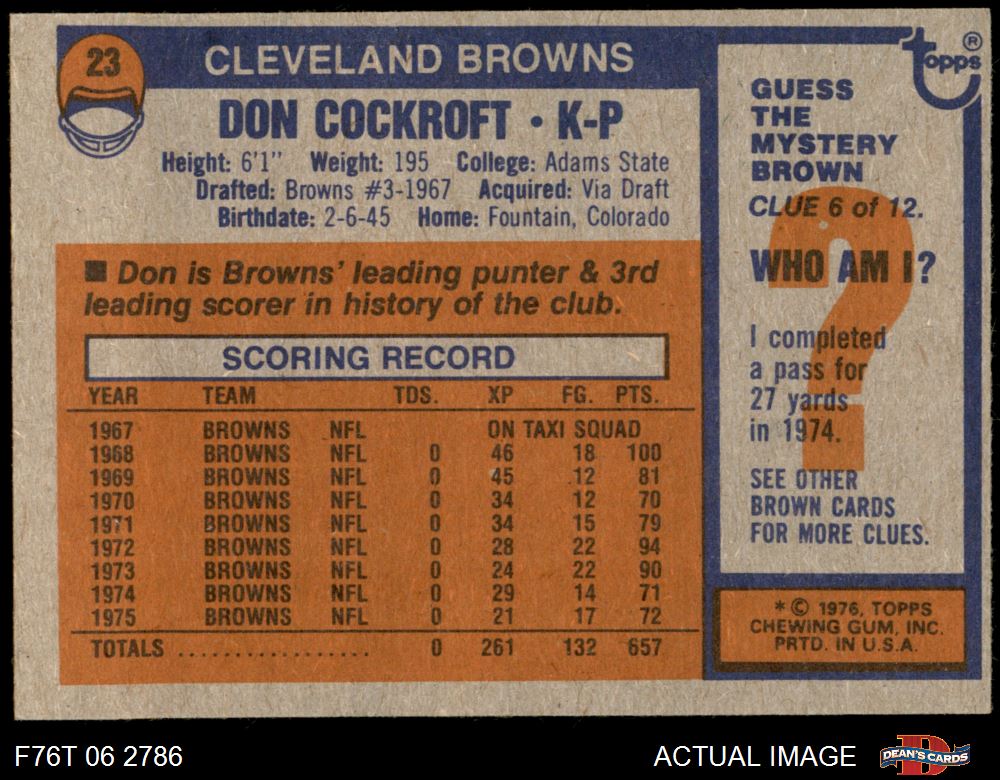 23
CLEVELAND BROWNS
DON COCKROFT • K-P
Height: 6'1" Weight: 195 College: Adams State
Drafted: Browns #3-1967 Acquired: Via Draft
Birthdate: 2-6-45 Home: Fountain, Colorado
■ Don is Browns' leading punter & 3rd
leading scorer in history of the club.
SCORING RECORD
YEAR TEAM TDS. XP FG. PTS.
1967 BROWNS NFL ON TAXI SQUAD
1968 BROWNS NFL 0 46 18 100
1969 BROWNS NFL 0 45 12 81
1970 BROWNS NFL 0 34 12 70
1971 BROWNS NFL 0 34 15 79
1972 BROWNS NFL 0 28 22 94
1973 BROWNS NFL 0 24 22 90
1974 BROWNS NFL 0 29 14 71
1975 BROWNS NFL 0 21 17 72
TOTALS ................. 0 261 132 657
topps®
GUESS
THE
MYSTERY
BROWN
CLUE 6 of 12.
WHO AM I?
?
I completed
a pass for
27 yards
in 1974.
SEE OTHER
BROWN CARDS
FOR MORE CLUES.
* © 1976, TOPPS
CHEWING GUM, INC.
PRTD. IN U.S.A.
F76T 06 2786
ACTUAL IMAGE
D
DEAN'S CARDS